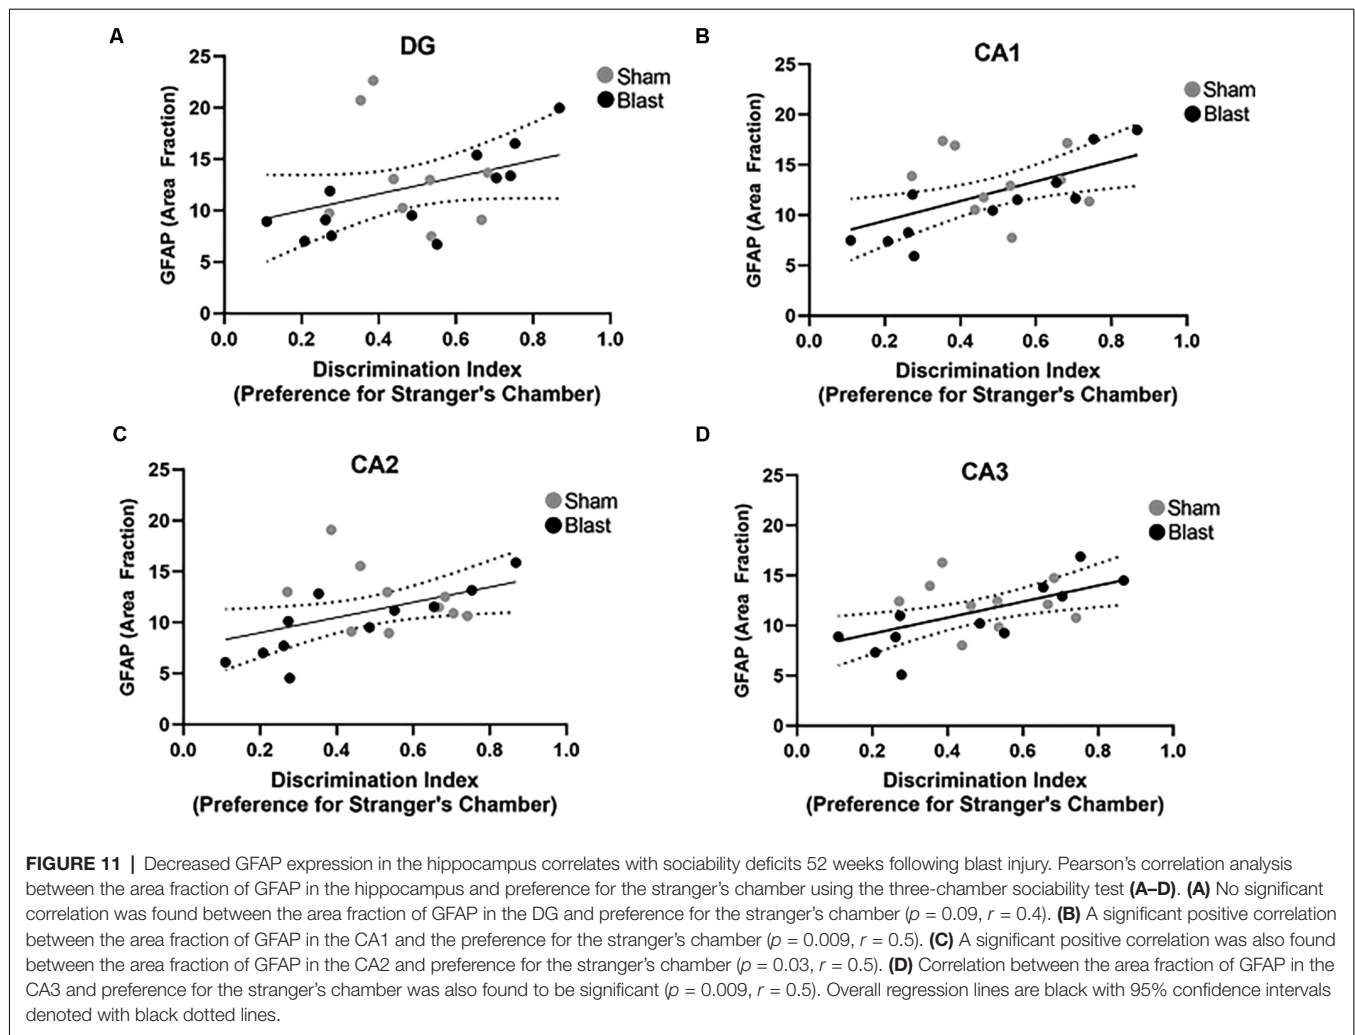 A
DG
25
20
15
10
5
0
0.0 0.2 0.4 0.6 0.8 1.0
GFAP (Area Fraction)
Discrimination Index
(Preference for Stranger's Chamber)
Sham
Blast
B
CA1
25
20
15
10
5
0
0.0 0.2 0.4 0.6 0.8 1.0
GFAP (Area Fraction)
Discrimination Index
(Preference for Stranger's Chamber)
Sham
Blast
C
CA2
25
20
15
10
5
0
0.0 0.2 0.4 0.6 0.8 1.0
GFAP (Area Fraction)
Discrimination Index
(Preference for Stranger's Chamber)
Sham
Blast
D
CA3
25
20
15
10
5
0
0.0 0.2 0.4 0.6 0.8 1.0
GFAP (Area Fraction)
Discrimination Index
(Preference for Stranger's Chamber)
Sham
Blast
FIGURE 11 | Decreased GFAP expression in the hippocampus correlates with sociability deficits 52 weeks following blast injury. Pearson's correlation analysis
between the area fraction of GFAP in the hippocampus and preference for the stranger's chamber using the three-chamber sociability test (A–D). (A) No significant
correlation was found between the area fraction of GFAP in the DG and preference for the stranger's chamber (p = 0.09, r = 0.4). (B) A significant positive correlation
between the area fraction of GFAP in the CA1 and the preference for the stranger's chamber (p = 0.009, r = 0.5). (C) A significant positive correlation was also found
between the area fraction of GFAP in the CA2 and preference for the stranger's chamber (p = 0.03, r = 0.5). (D) Correlation between the area fraction of GFAP in the
CA3 and preference for the stranger's chamber was also found to be significant (p = 0.009, r = 0.5). Overall regression lines are black with 95% confidence intervals
denoted with black dotted lines.